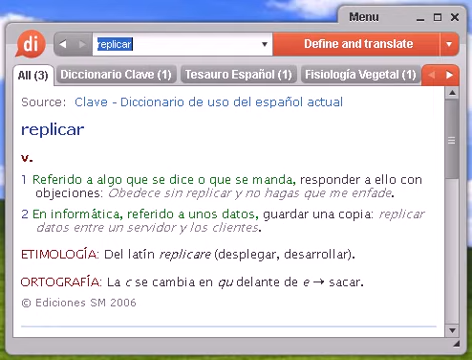 Menu
di
replicar
Define and translate
All (3)
Diccionario Clave (1)
Tesauro Español (1)
Fisiología Vegetal (1)
Source: Clave - Diccionario de uso del español actual
replicar
v.
1 Referido a algo que se dice o que se manda, responder a ello con
objeciones: Obedece sin replicar y no hagas que me enfade.
2 En informática, referido a unos datos, guardar una copia: replicar
datos entre un servidor y los clientes.
ETIMOLOGÍA: Del latín replicare (desplegar, desarrollar).
ORTOGRAFÍA: La c se cambia en qu delante de e → sacar.
© Ediciones SM 2006